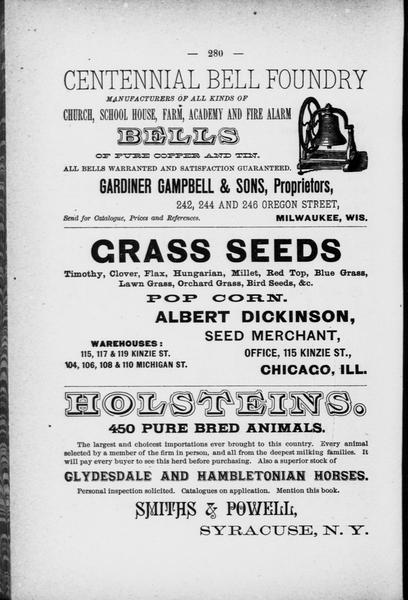 — 280 —
CENTENNIAL BELL FOUNDRY
MANUFACTURERS OF ALL KINDS OF
CHURCH, SCHOOL HOUSE, FARM, ACADEMY AND FIRE ALARM
BELLS
OF PURE COPPER AND TIN.
ALL BELLS WARRANTED AND SATISFACTION GUARANTEED.
GARDINER CAMPBELL & SONS, Proprietors,
242, 244 AND 246 OREGON STREET,
Send for Catalogue, Prices and References. MILWAUKEE, WIS.
GRASS SEEDS
Timothy, Clover, Flax, Hungarian, Millet, Red Top, Blue Grass,
Lawn Grass, Orchard Grass, Bird Seeds, &c.
POP CORN.
ALBERT DICKINSON,
SEED MERCHANT,
WAREHOUSES:
115, 117 & 119 KINZIE ST.
104, 106, 108 & 110 MICHIGAN ST.
OFFICE, 115 KINZIE ST.,
CHICAGO, ILL.
HOLSTEINS.
450 PURE BRED ANIMALS.
The largest and choicest importations ever brought to this country. Every animal
selected by a member of the firm in person, and all from the deepest milking families. It
will pay every buyer to see this herd before purchasing. Also a superior stock of
CLYDESDALE AND HAMBLETONIAN HORSES.
Personal inspection solicited. Catalogues on application. Mention this book.
SMITHS & POWELL,
SYRACUSE, N. Y.